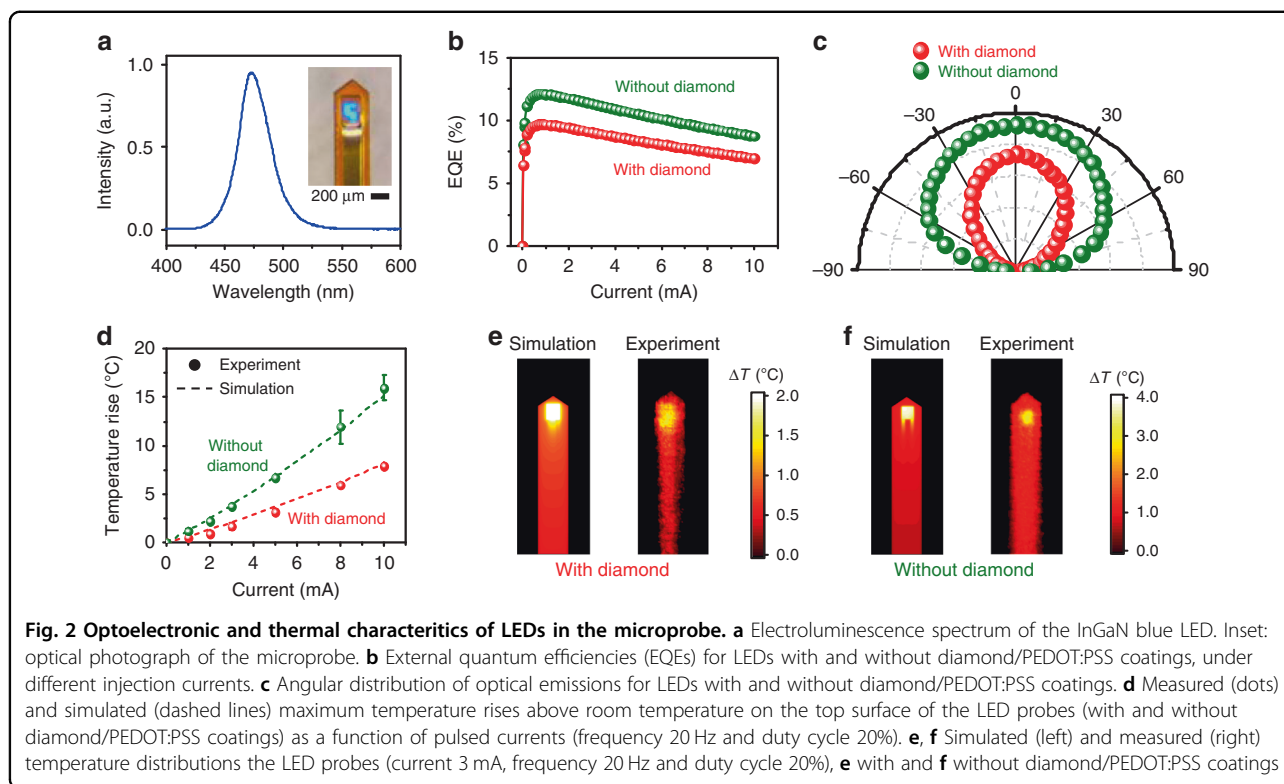 a
Intensity (a.u.)
1.0
0.5
0.0
400
450
500
550
600
Wavelength (nm)
200 μm
b
EQE (%)
15
10
5
0
0
2
4
6
8
10
Current (mA)
Without diamond
With diamond
c
With diamond
Without diamond
0
−30
30
−60
60
−90
90
d
Temperature rise (°C)
20
15
10
5
0
0
2
4
6
8
10
Current (mA)
Experiment
Simulation
Without
diamond
With diamond
e
Simulation
Experiment
ΔT (°C)
2.0
1.5
1.0
0.5
0.0
With diamond
f
Simulation
Experiment
ΔT (°C)
4.0
3.0
2.0
1.0
0.0
Without diamond
Fig. 2 Optoelectronic and thermal characteritics of LEDs in the microprobe. a Electroluminescence spectrum of the InGaN blue LED. Inset:
optical photograph of the microprobe. b External quantum efficiencies (EQEs) for LEDs with and without diamond/PEDOT:PSS coatings, under
different injection currents. c Angular distribution of optical emissions for LEDs with and without diamond/PEDOT:PSS coatings. d Measured (dots)
and simulated (dashed lines) maximum temperature rises above room temperature on the top surface of the LED probes (with and without
diamond/PEDOT:PSS coatings) as a function of pulsed currents (frequency 20 Hz and duty cycle 20%). e, f Simulated (left) and measured (right)
temperature distributions the LED probes (current 3 mA, frequency 20 Hz and duty cycle 20%), e with and f without diamond/PEDOT:PSS coatings